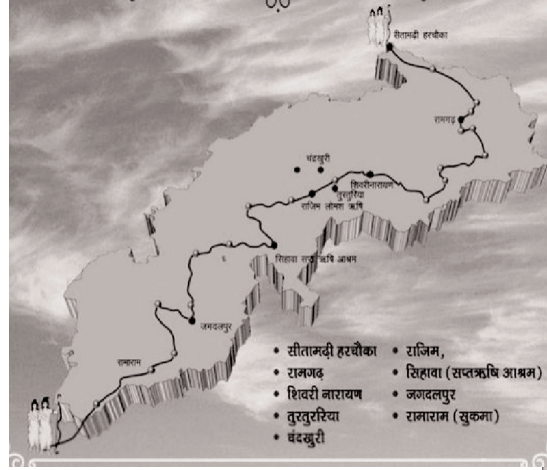 सीतामढ़ी हरचौका
रामगढ़
चंदखुरी
शिवरीनारायण
तुरतुरिया
राजिम लोमश ऋषि
सिहावा सप्त ऋषि आश्रम
जगदलपुर
रामाराम
• सीतामढ़ी हरचौका
• रामगढ़
• शिवरी नारायण
• तुरतुररिया
• चंदखुरी
• राजिम,
• सिहावा (सप्तऋषि आश्रम)
• जगदलपुर
• रामाराम (सुकमा)